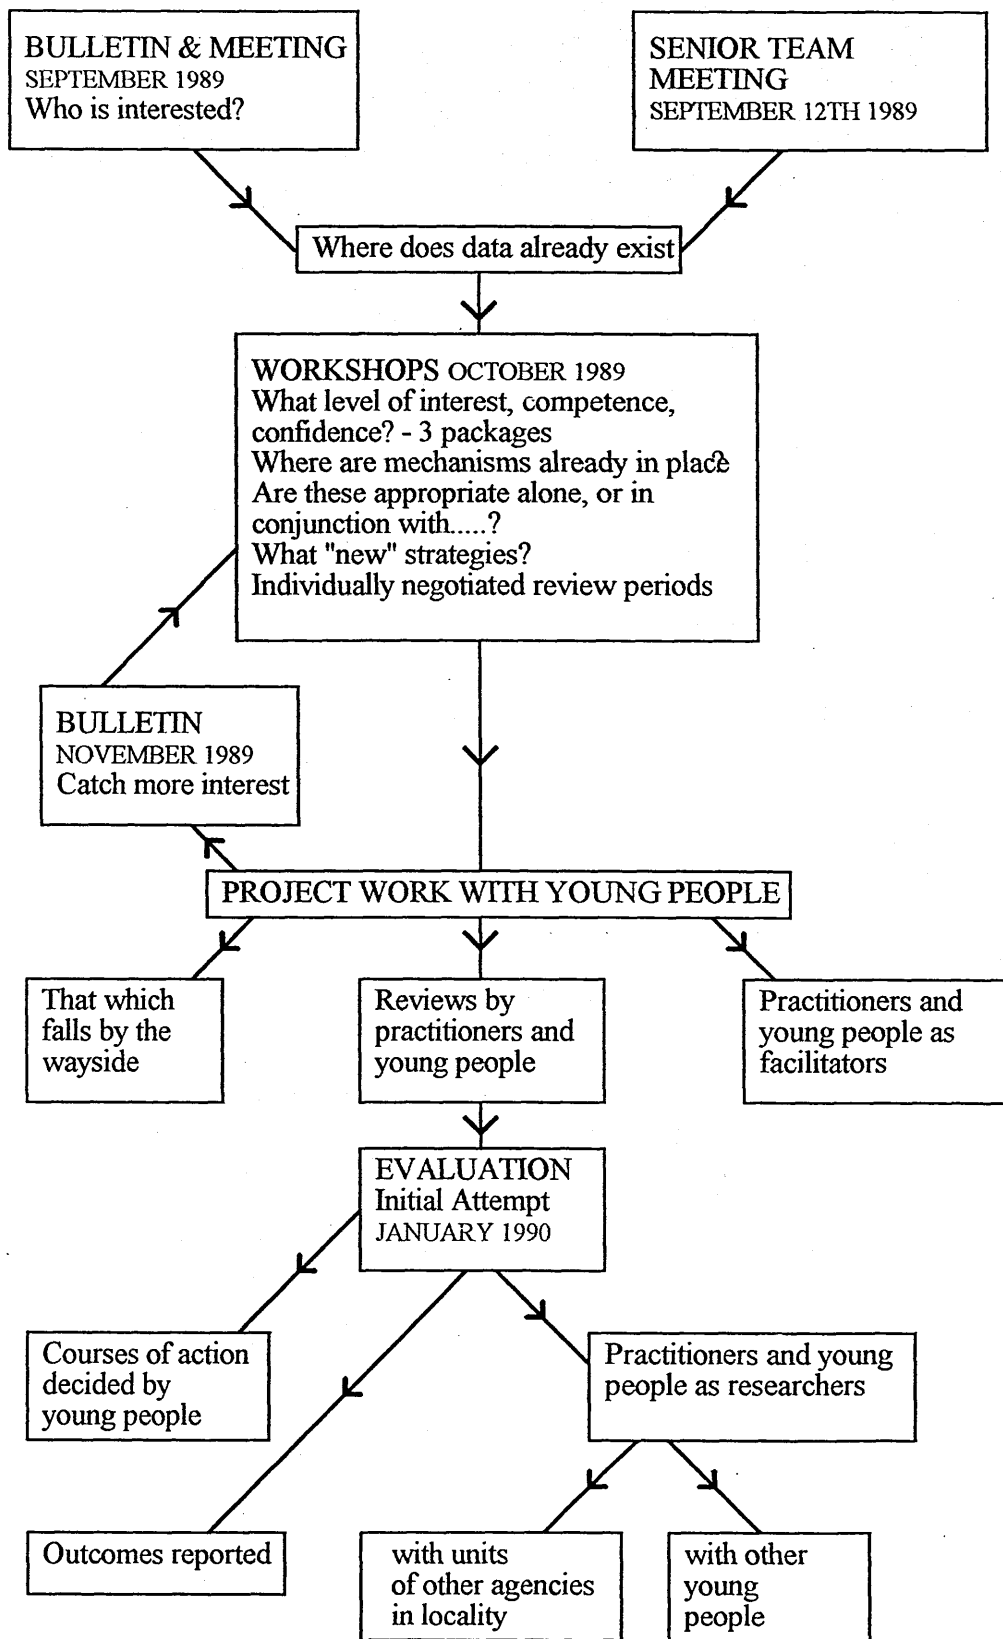 BULLETIN & MEETING
SEPTEMBER 1989
Who is interested?
SENIOR TEAM
MEETING
SEPTEMBER 12TH 1989
Where does data already exist
WORKSHOPS OCTOBER 1989
What level of interest, competence,
confidence? - 3 packages
Where are mechanisms already in place?
Are these appropriate alone, or in
conjunction with.....?
What "new" strategies?
Individually negotiated review periods
BULLETIN
NOVEMBER 1989
Catch more interest
PROJECT WORK WITH YOUNG PEOPLE
That which
falls by the
wayside
Reviews by
practitioners and
young people
Practitioners and
young people as
facilitators
EVALUATION
Initial Attempt
JANUARY 1990
Courses of action
decided by
young people
Practitioners and young
people as researchers
Outcomes reported
with units
of other agencies
in locality
with other
young
people